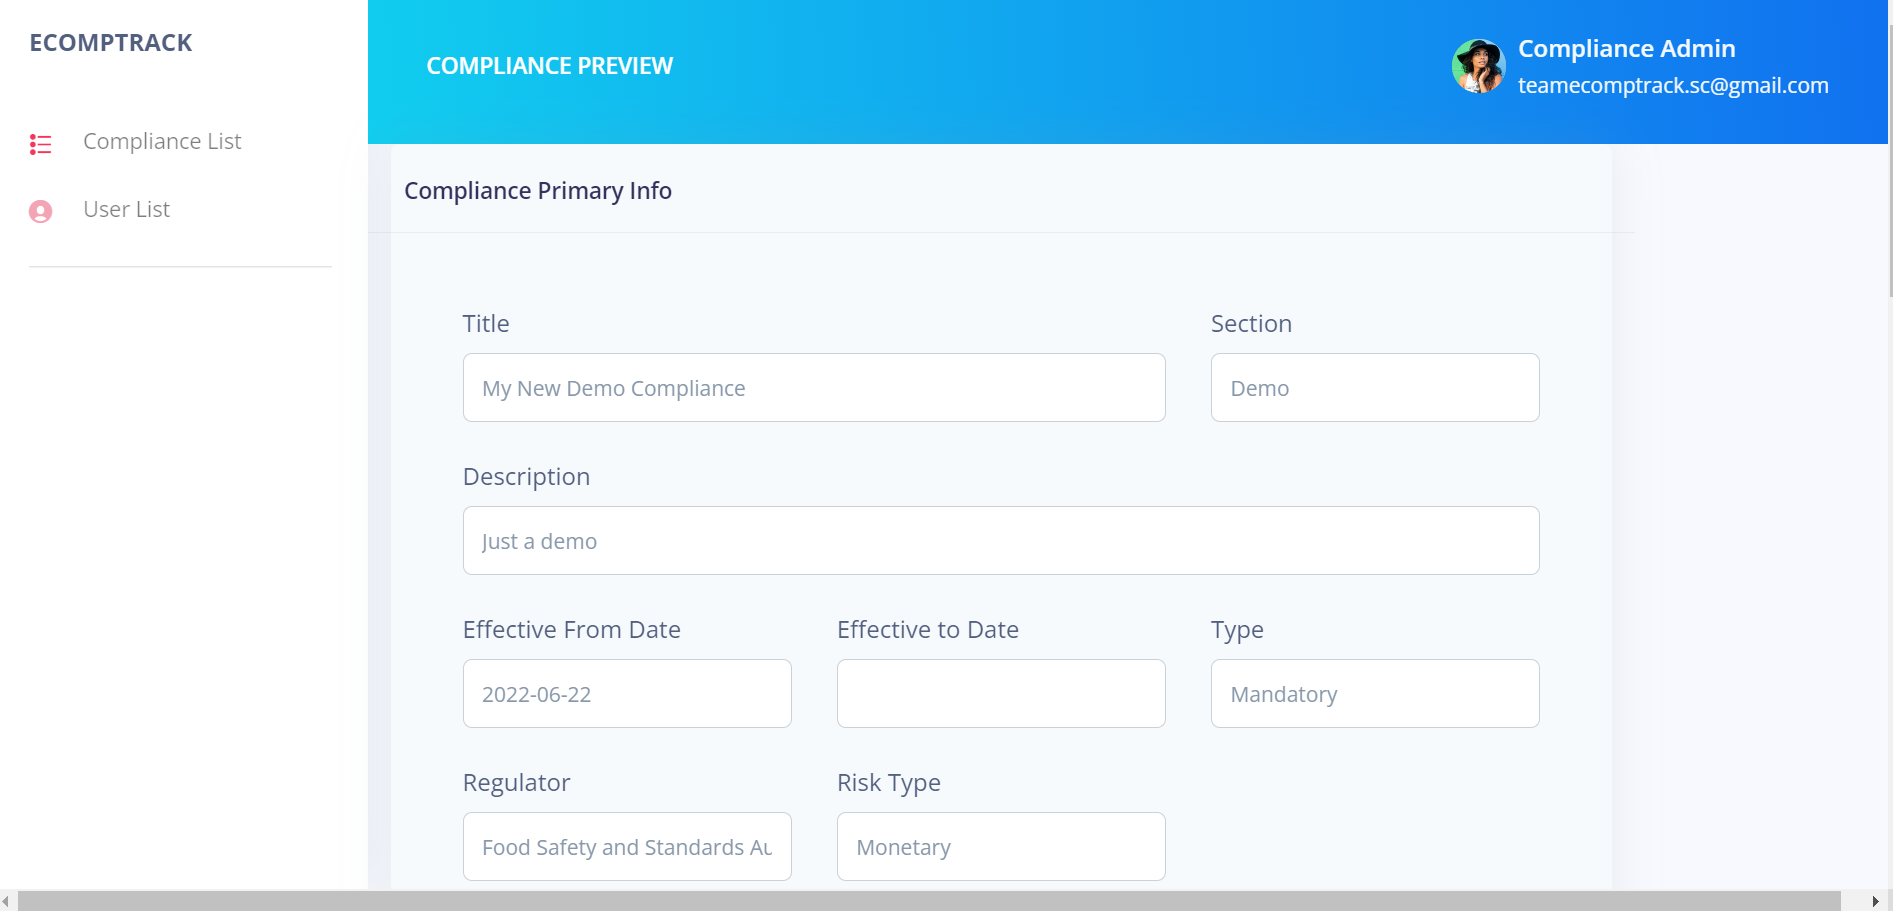 ECOMPTRACK
Compliance List
User List
COMPLIANCE PREVIEW
Compliance Admin
teamecomptrack.sc@gmail.com
Compliance Primary Info
Title
Section
My New Demo Compliance
Demo
Description
Just a demo
Effective From Date
Effective to Date
Type
2022-06-22
Mandatory
Regulator
Risk Type
Food Safety and Standards Au
Monetary